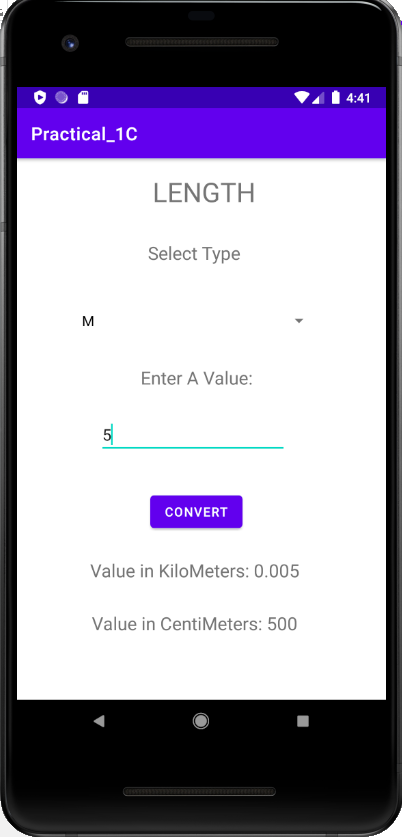 4:41
Practical_1C
LENGTH
Select Type
M
Enter A Value:
5
CONVERT
Value in KiloMeters: 0.005
Value in CentiMeters: 500